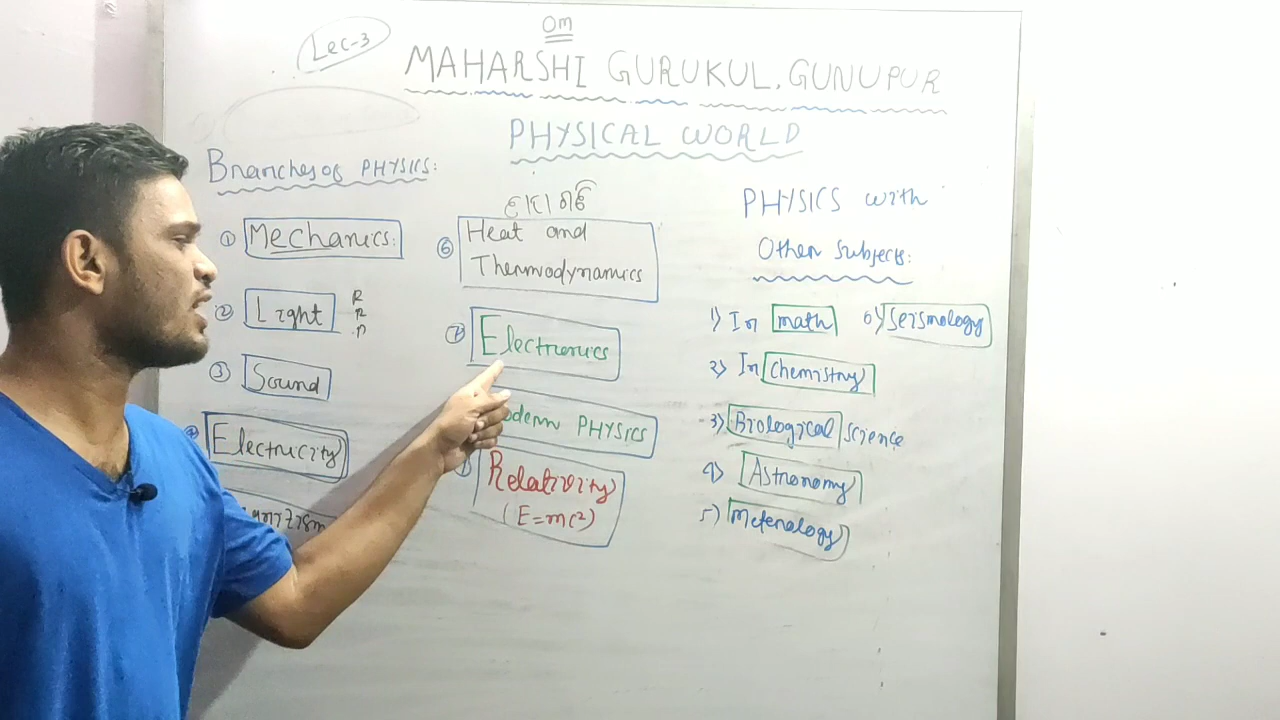 Lec-3
Om
MAHARSHI GURUKUL, GUNUPUR
PHYSICAL WORLD
Branches of PHYSICS:
① Mechanics:
② Light
R
R
P
③ Sound
Electricity
⑥ Heat and
Thermodynamics
Electronics
PHYSICS
Relativity
(E=mc²)
PHYSICS with
Other Subjects:
1) In math
2) In chemistry
3) Biological science
4) Astronomy
5)
6) Seismology